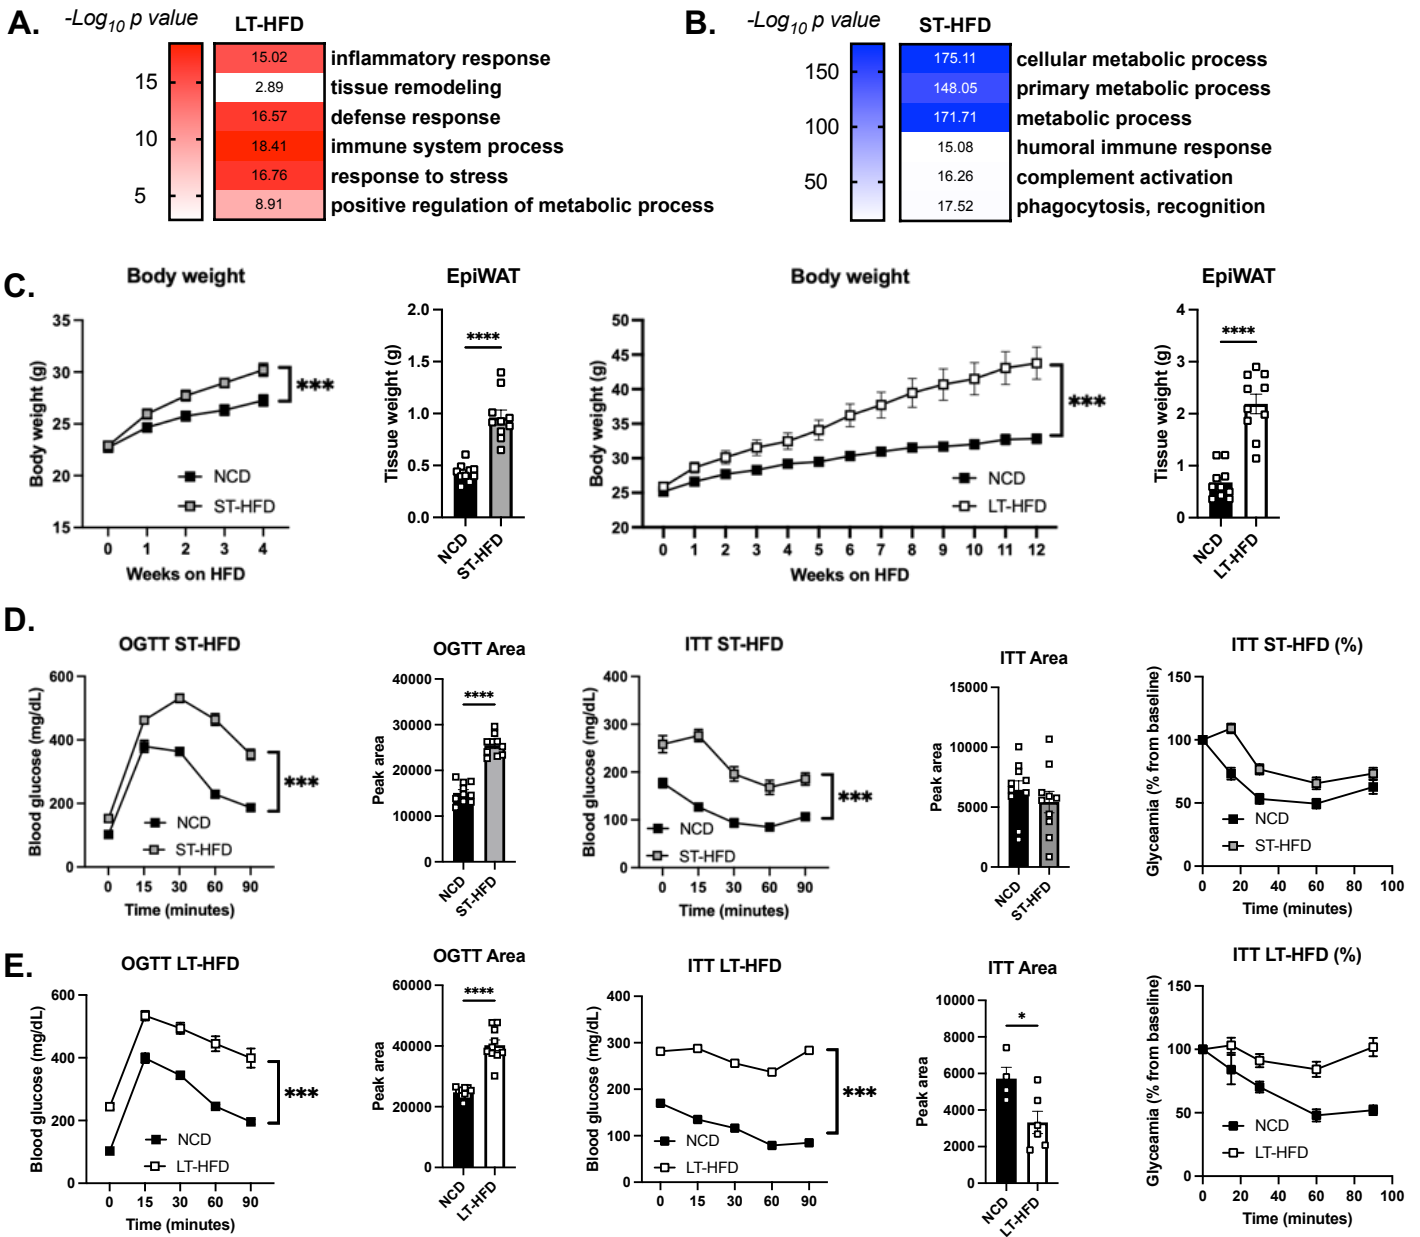 A.
-Log10 p value
LT-HFD
15
10
5
15.02 inflammatory response
2.89 tissue remodeling
16.57 defense response
18.41 immune system process
16.76 response to stress
8.91 positive regulation of metabolic process
B.
-Log10 p value
ST-HFD
150
100
50
175.11 cellular metabolic process
148.05 primary metabolic process
171.71 metabolic process
15.08 humoral immune response
16.26 complement activation
17.52 phagocytosis, recognition
C.
Body weight
Body weight (g)
35
30
25
20
15
***
NCD
ST-HFD
0 1 2 3 4
Weeks on HFD
EpiWAT
Tissue weight (g)
2.0
1.5
1.0
0.5
0.0
****
NCD
ST-HFD
Body weight
Body weight (g)
50
45
40
35
30
25
20
***
NCD
LT-HFD
0 1 2 3 4 5 6 7 8 9 10 11 12
Weeks on HFD
EpiWAT
Tissue weight (g)
4
3
2
1
0
****
NCD
LT-HFD
D.
OGTT ST-HFD
Blood glucose (mg/dL)
600
400
200
0
***
NCD
ST-HFD
0 15 30 60 90
Time (minutes)
OGTT Area
Peak area
40000
30000
20000
10000
0
****
NCD
ST-HFD
ITT ST-HFD
Blood glucose (mg/dL)
400
300
200
100
0
***
NCD
ST-HFD
0 15 30 60 90
Time (minutes)
ITT Area
Peak area
15000
10000
5000
0
NCD
ST-HFD
ITT ST-HFD (%)
Glyceamia (% from baseline)
150
100
50
0
NCD
ST-HFD
0 20 40 60 80 100
Time (minutes)
E.
OGTT LT-HFD
Blood glucose (mg/dL)
600
400
200
0
***
NCD
LT-HFD
0 15 30 60 90
Time (minutes)
OGTT Area
Peak area
60000
40000
20000
0
****
NCD
LT-HFD
ITT LT-HFD
Blood glucose (mg/dL)
400
300
200
100
0
***
NCD
LT-HFD
0 15 30 60 90
Time (minutes)
ITT Area
Peak area
10000
8000
6000
4000
2000
0
*
NCD
LT-HFD
ITT LT-HFD (%)
Glyceamia (% from baseline)
150
100
50
0
NCD
LT-HFD
0 20 40 60 80 100
Time (minutes)